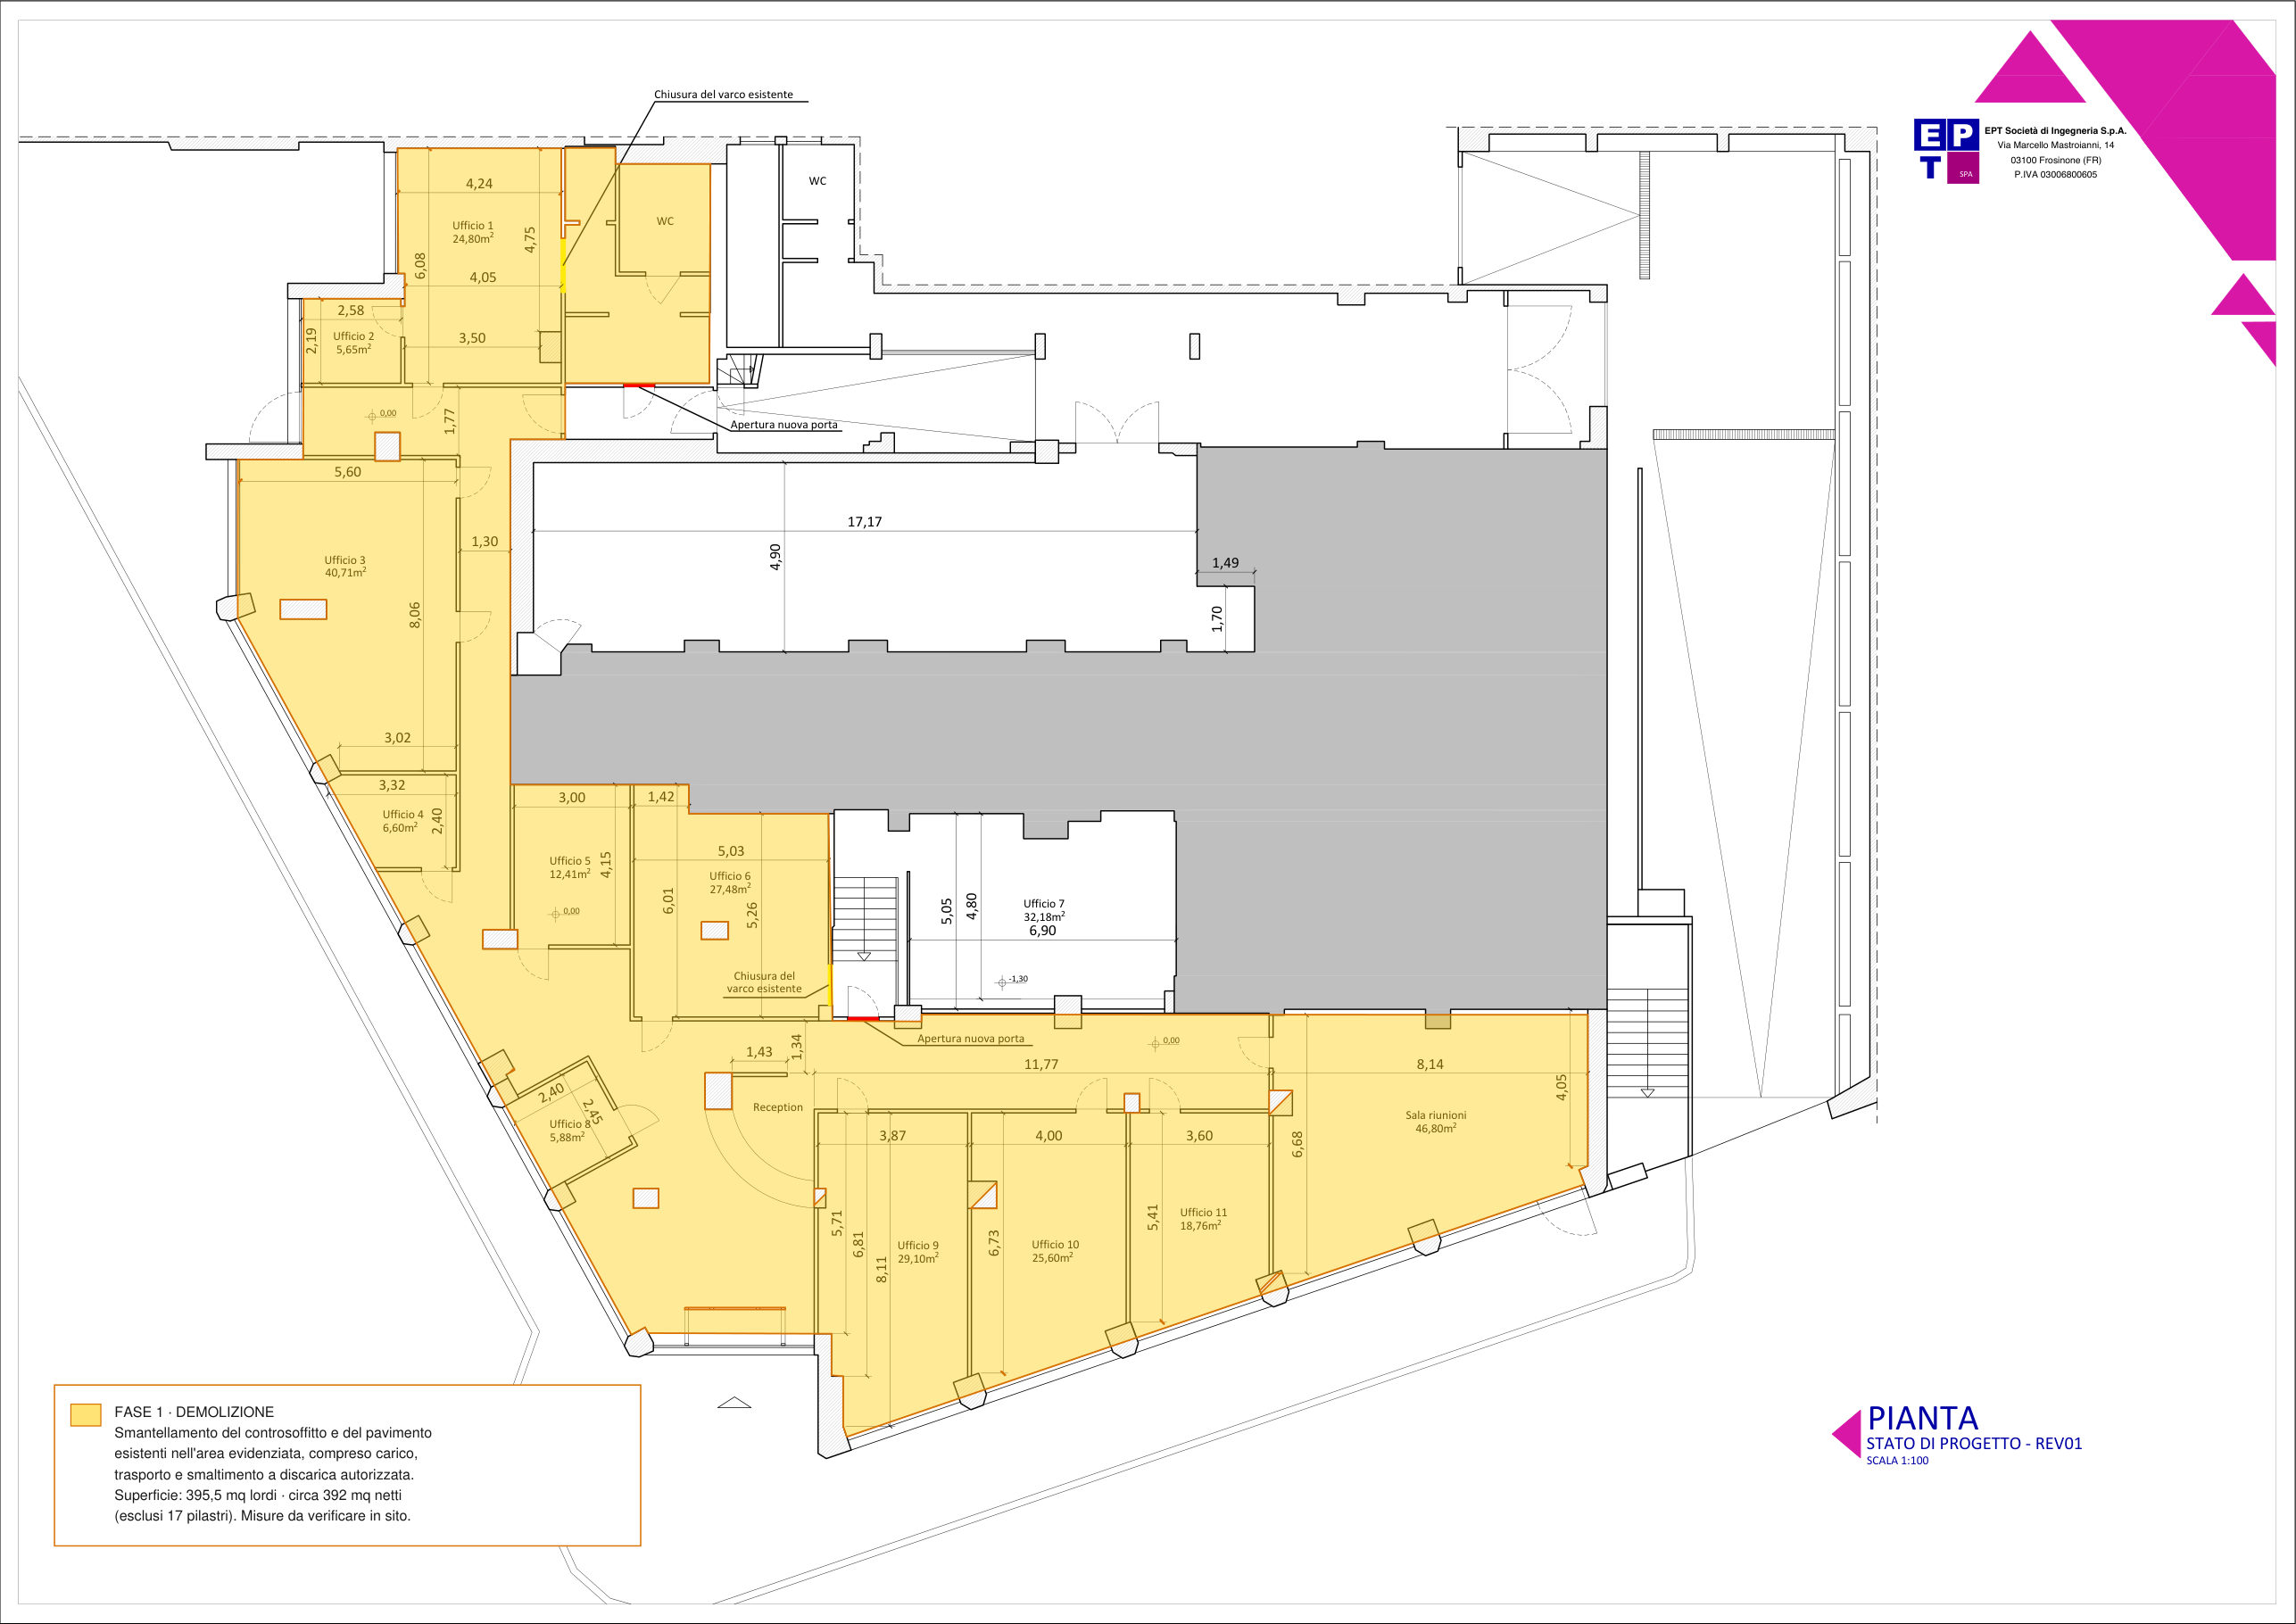 Chiusura del varco esistente
EPT
SPA
EPT Società di Ingegneria S.p.A.
Via Marcello Mastroianni, 14
03100 Frosinone (FR)
P.IVA 03006800605
4,24
WC
WC
Ufficio 1
24,80m²
4,75
6,08
4,05
2,58
2,19
Ufficio 2
5,65m²
3,50
0,00
1,77
Apertura nuova porta
5,60
17,17
1,30
4,90
1,49
Ufficio 3
40,71m²
8,06
1,70
3,02
3,32
3,00
1,42
Ufficio 4
6,60m²
2,40
5,03
Ufficio 5
12,41m²
4,15
Ufficio 6
27,48m²
6,01
5,26
0,00
5,05
4,80
Ufficio 7
32,18m²
6,90
Chiusura del
varco esistente
-1,30
1,43
1,34
Apertura nuova porta
0,00
11,77
8,14
4,05
2,40
2,45
Reception
Ufficio 8
5,88m²
3,87
4,00
3,60
6,68
Sala riunioni
46,80m²
5,71
6,81
8,11
Ufficio 9
29,10m²
6,73
Ufficio 10
25,60m²
5,41
Ufficio 11
18,76m²
FASE 1 · DEMOLIZIONE
Smantellamento del controsoffitto e del pavimento
esistenti nell'area evidenziata, compreso carico,
trasporto e smaltimento a discarica autorizzata.
Superficie: 395,5 mq lordi · circa 392 mq netti
(esclusi 17 pilastri). Misure da verificare in sito.
PIANTA
STATO DI PROGETTO - REV01
SCALA 1:100